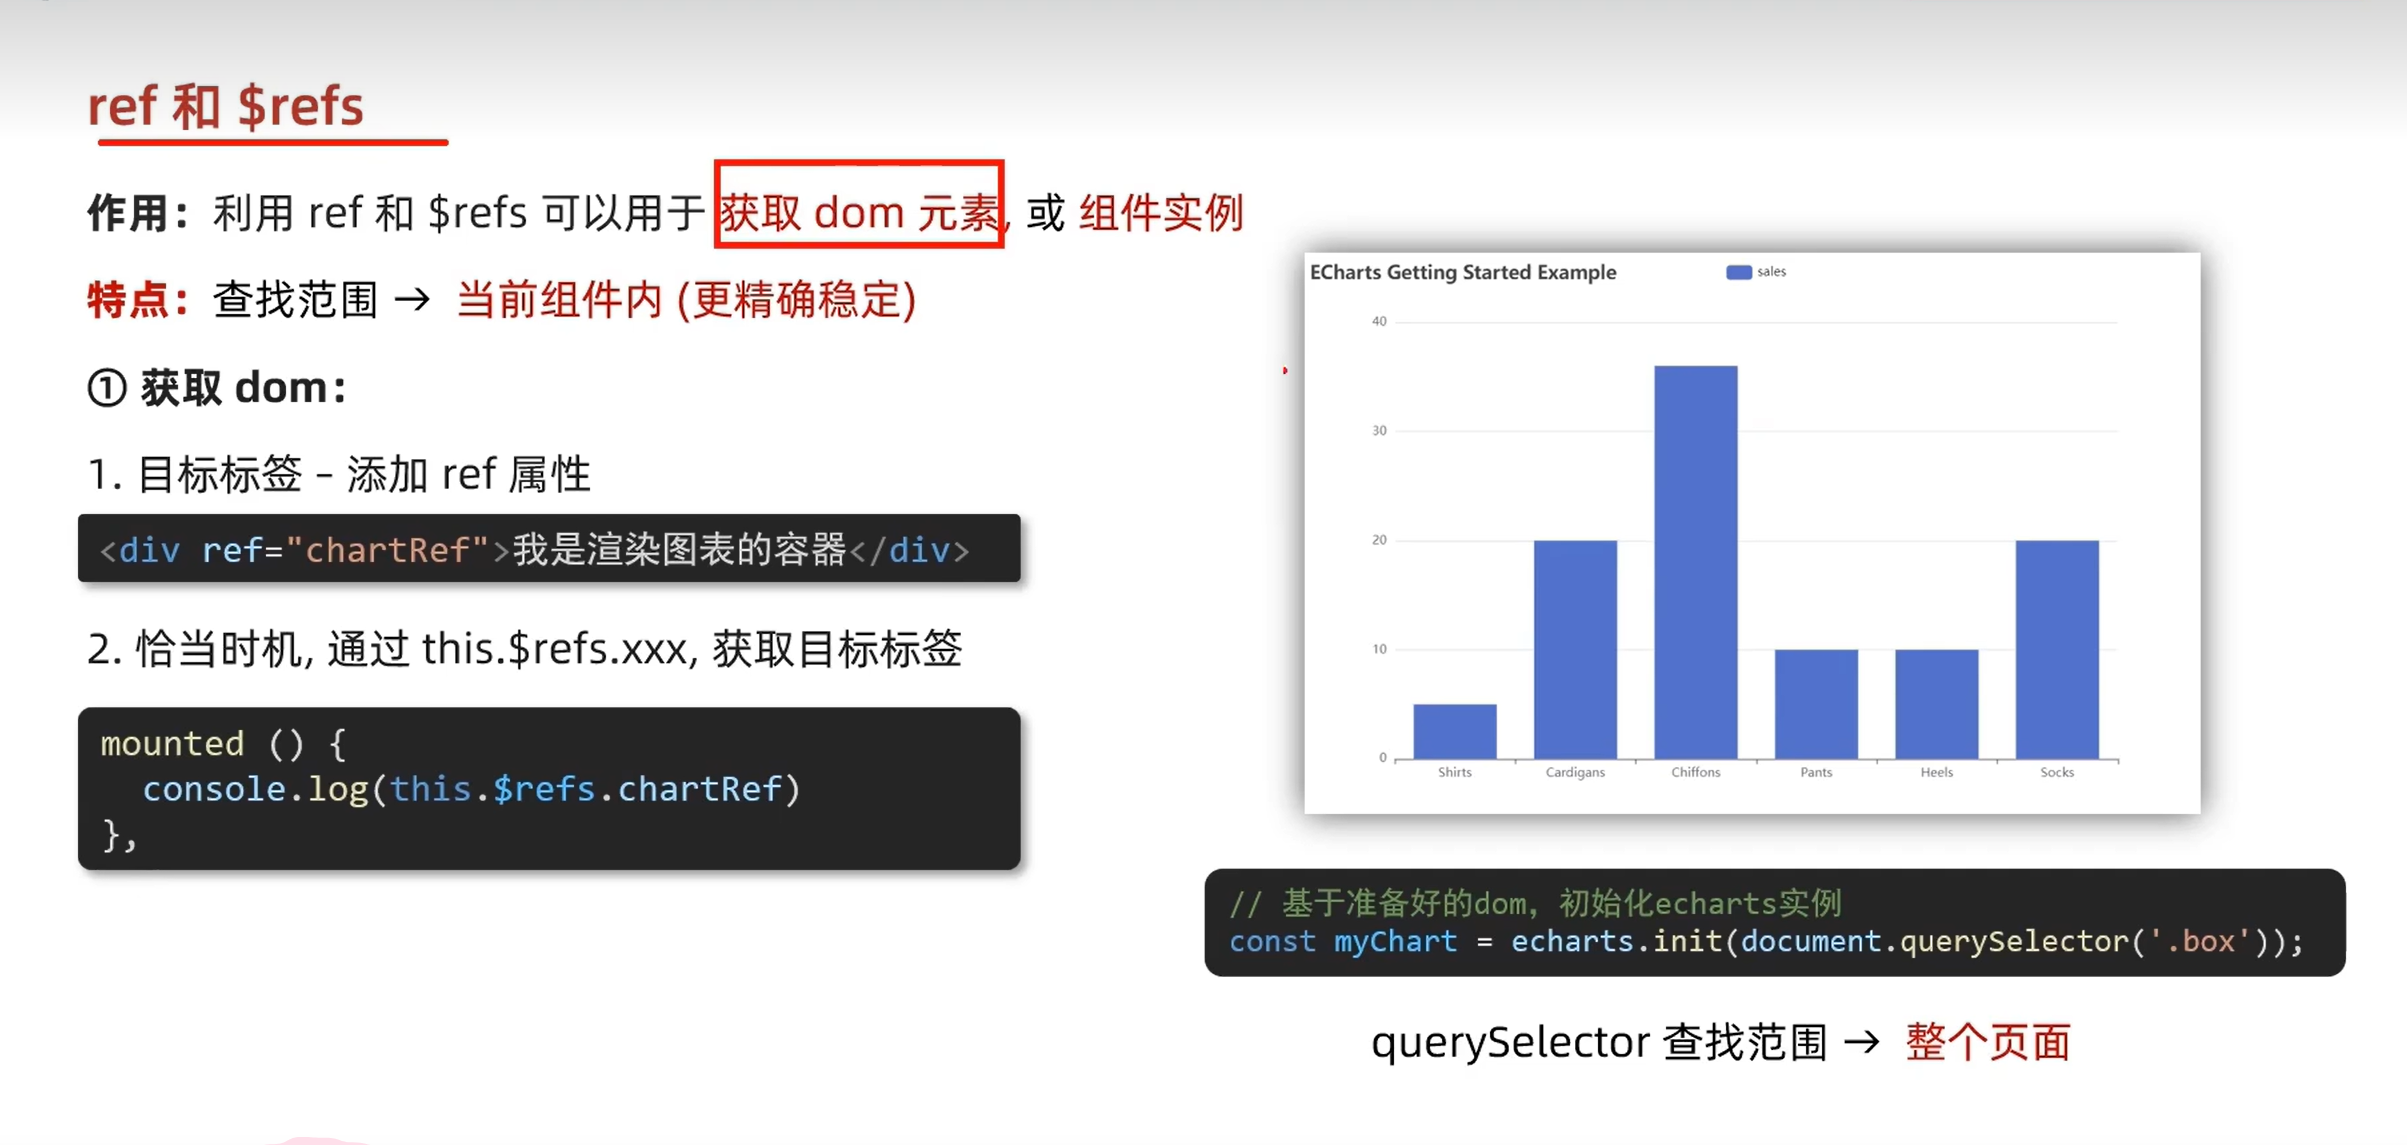 ref 和 $refs
作用：利用 ref 和 $refs 可以用于 获取 dom 元素, 或 组件实例
特点：查找范围 → 当前组件内 (更精确稳定)
① 获取 dom：
1. 目标标签 – 添加 ref 属性
<div ref="chartRef">我是渲染图表的容器</div>
2. 恰当时机, 通过 this.$refs.xxx, 获取目标标签
mounted () {
  console.log(this.$refs.chartRef)
},
ECharts Getting Started Example
sales
40
30
20
10
0
Shirts Cardigans Chiffons Pants Heels Socks
// 基于准备好的dom，初始化echarts实例
const myChart = echarts.init(document.querySelector('.box'));
querySelector 查找范围 → 整个页面